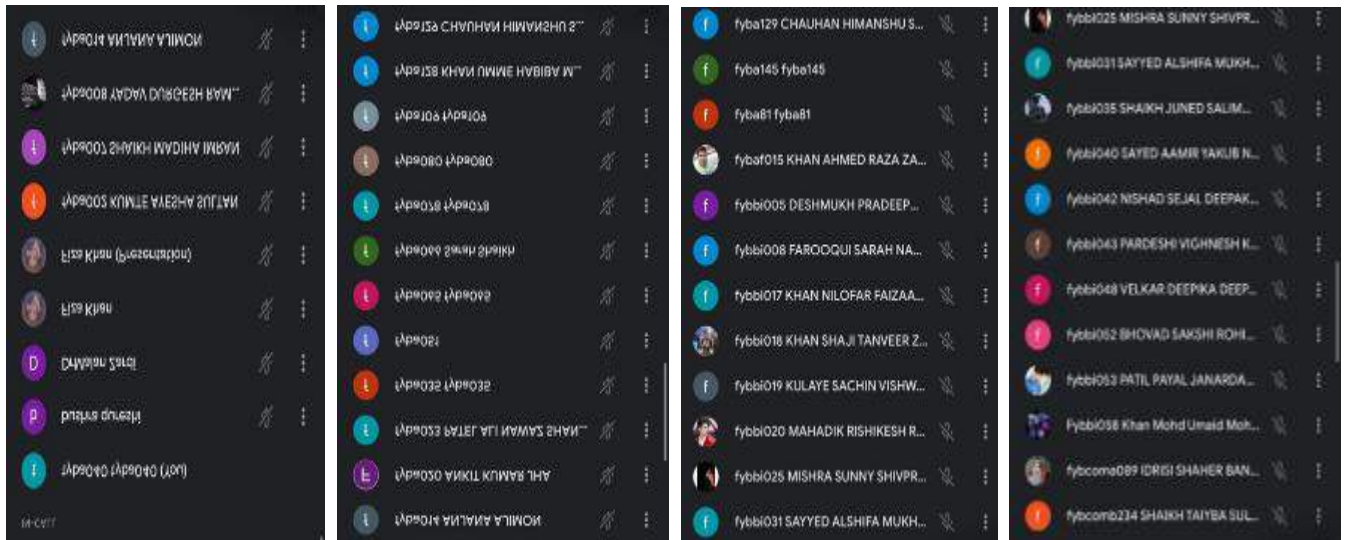 IN-CALL
fyba040 fyba040 (You)
bushra qureshi
Fiza Khan
Fiza Khan (Presentation)
fyba002 KUMTE AYESHA SULTAN
fyba007 SHAIKH MADIHA IMRAN
fyba008 YADAV DURGESH RAM...
fyba014 ANJANA AJIMON
fyba014 ANJANA AJIMON
fyba020 ANKIT KUMAR JHA
fyba023 PATEL ALI NAWAZ SHAN...
fyba035 fyba035
fyba051
fyba065 fyba065
fyba066 Sarah Shaikh
fyba078 fyba078
fyba080 fyba080
fyba109 fyba109
fyba128 KHAN UMME HABIBA M...
fyba129 CHAUHAN HIMANSHU S...
fyba129 CHAUHAN HIMANSHU S...
fyba145 fyba145
fyba81 fyba81
fybaf015 KHAN AHMED RAZA ZA...
fybbi005 DESHMUKH PRADEEP...
fybbi008 FAROOQUI SARAH NA...
fybbi017 KHAN NILOFAR FAIZAA...
fybbi018 KHAN SHAJI TANVEER Z...
fybbi019 KULAYE SACHIN VISHW...
fybbi020 MAHADIK RISHIKESH R...
fybbi025 MISHRA SUNNY SHIVPR...
fybbi031 SAYYED ALSHIFA MUKH...
fybbi025 MISHRA SUNNY SHIVPR...
fybbi031 SAYYED ALSHIFA MUKH...
fybbi035 SHAIKH JUNED SALIM...
fybbi040 SAYED AAMIR YAKUB N...
fybbi042 NISHAD SEJAL DEEPAK...
fybbi043 PARDESHI VIGHNESH K...
fybbi048 VELKAR DEEPIKA DEEP...
fybbi052 BHOVAD SAKSHI ROHI...
fybbi053 PATIL PAYAL JANARDA...
Fybbi058 Khan Mohd Umaid Moh...
fybcoma089 IDRISI SHAHER BAN...
fybcomb234 SHAIKH TAIYBA SUL...